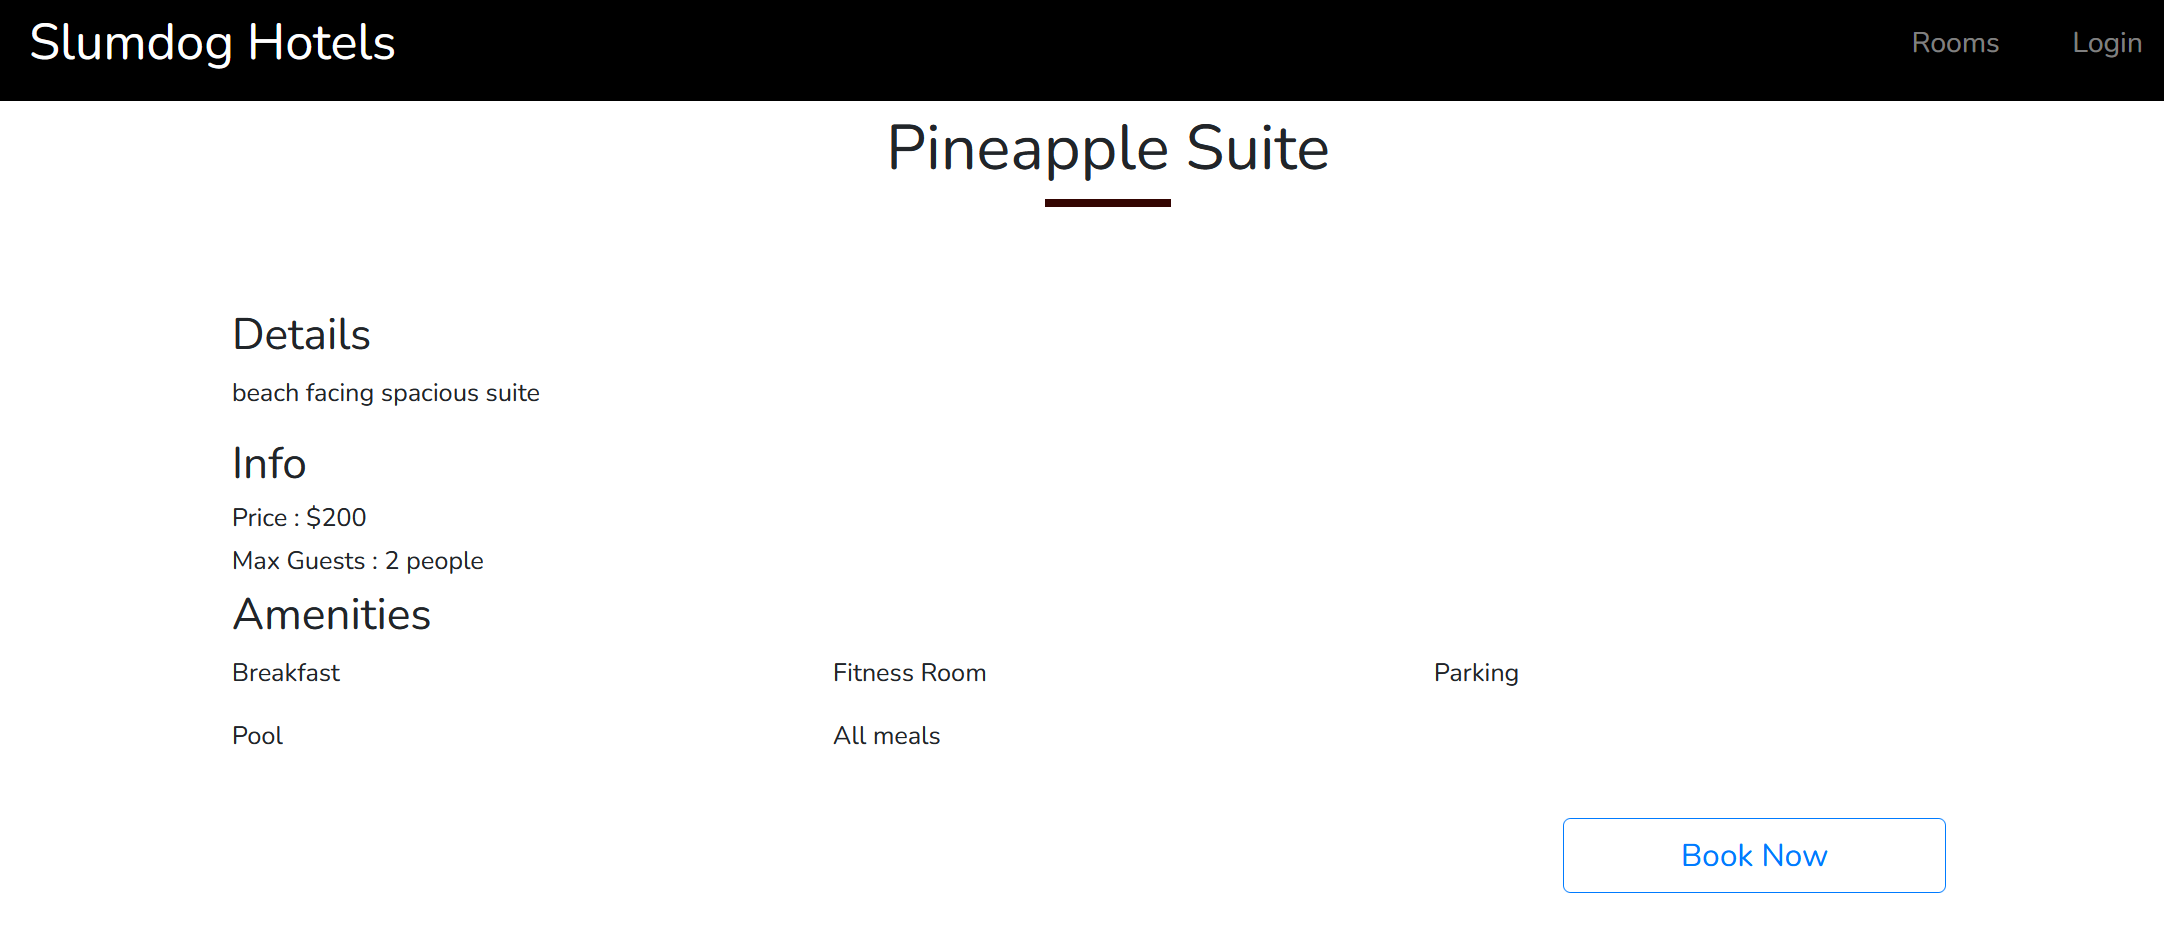 Slumdog Hotels
Rooms
Login
Pineapple Suite
Details
beach facing spacious suite
Info
Price : $200
Max Guests : 2 people
Amenities
Breakfast
Fitness Room
Parking
Pool
All meals
Book Now